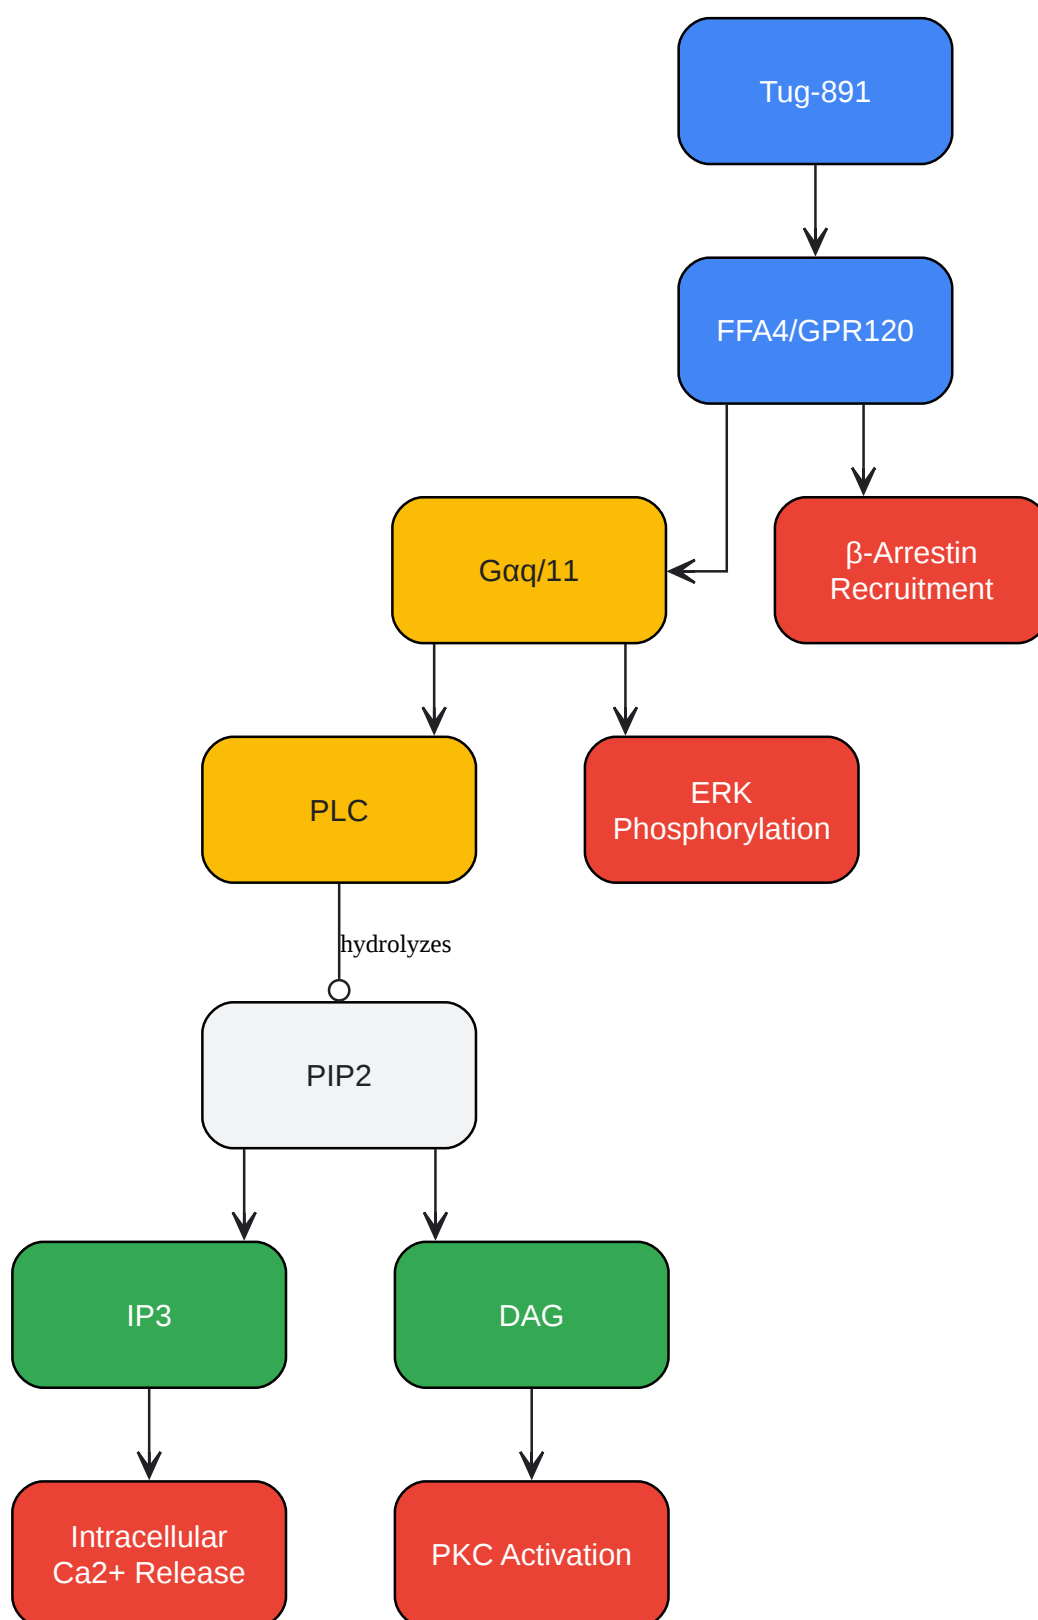 Tug-891
FFA4/GPR120
Gαq/11
β-Arrestin
Recruitment
PLC
ERK
Phosphorylation
hydrolyzes
PIP2
IP3
DAG
Intracellular
Ca2+ Release
PKC Activation